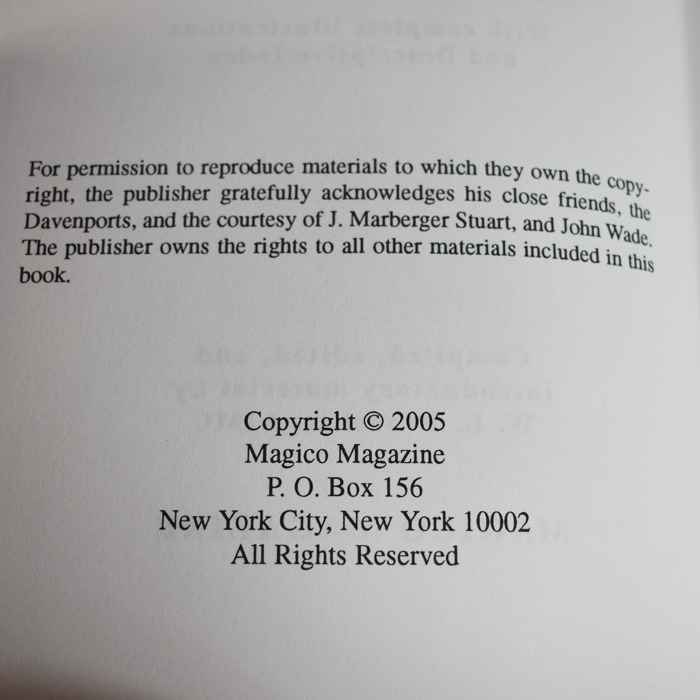 For permission to reproduce materials to which they own the copy-
right, the publisher gratefully acknowledges his close friends, the
Davenports, and the courtesy of J. Marberger Stuart, and John Wade.
The publisher owns the rights to all other materials included in this
book.
Copyright © 2005
Magico Magazine
P. O. Box 156
New York City, New York 10002
All Rights Reserved